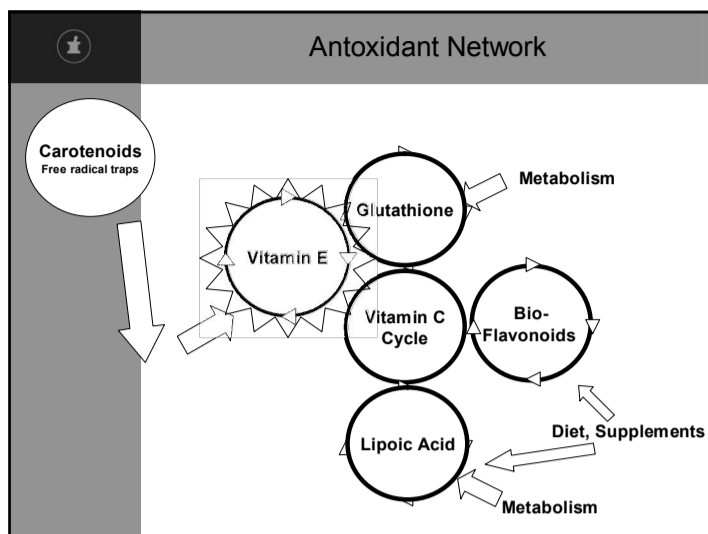 Antoxidant Network
Carotenoids
Free radical traps
Metabolism
Glutathione
Vitamin E
Vitamin C
Cycle
Bio-
Flavonoids
Diet, Supplements
Lipoic Acid
Metabolism